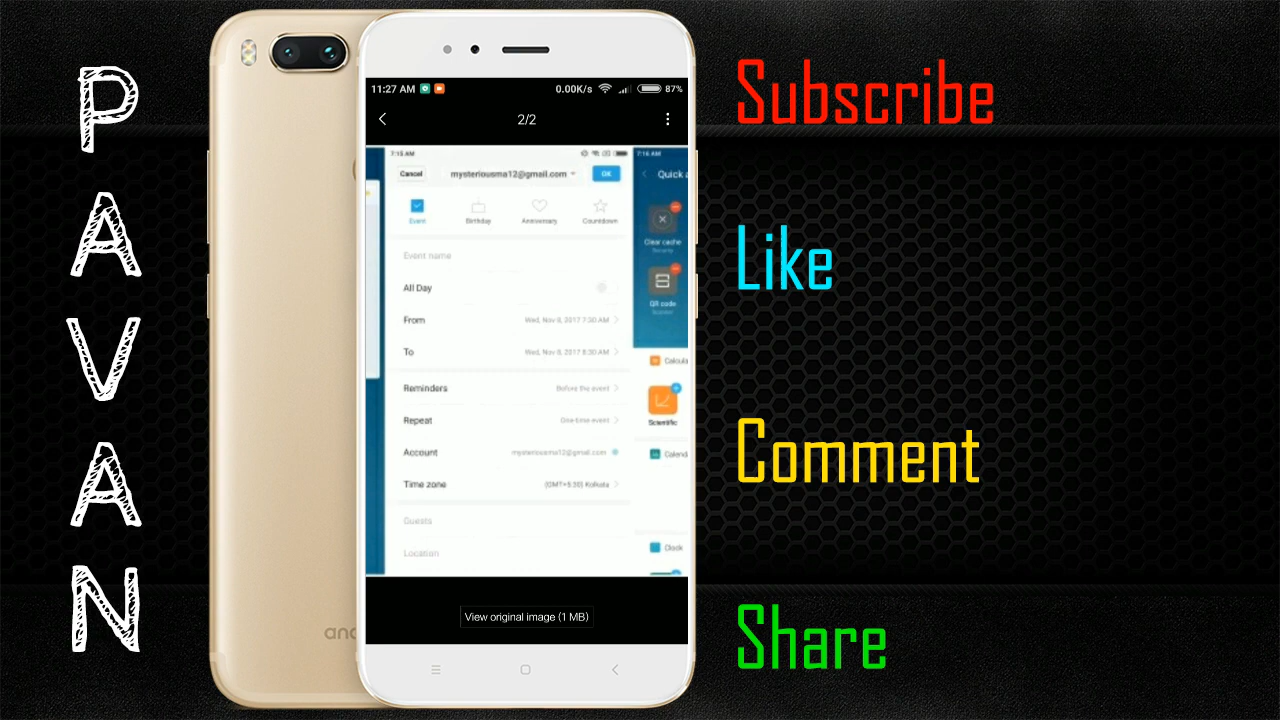 PAVAN
11:27 AM
0.00K/s
87%
2/2
7:15 AM
7:16 AM
Cancel
mysteriousma12@gmail.com
OK
Quick a
Event
Birthday
Anniversary
Countdown
Clear cache
Security
Event name
All Day
QR code
Scanner
From
Wed, Nov 8, 2017 7:30 AM
To
Wed, Nov 8, 2017 8:30 AM
Calcula
Reminders
Before the event
Repeat
One-time event
Scientific
Account
mysteriousma12@gmail.com
Calend
Time zone
(GMT+5:30) Kolkata
Guests
Location
Clock
View original image (1 MB)
and
Subscribe
Like
Comment
Share